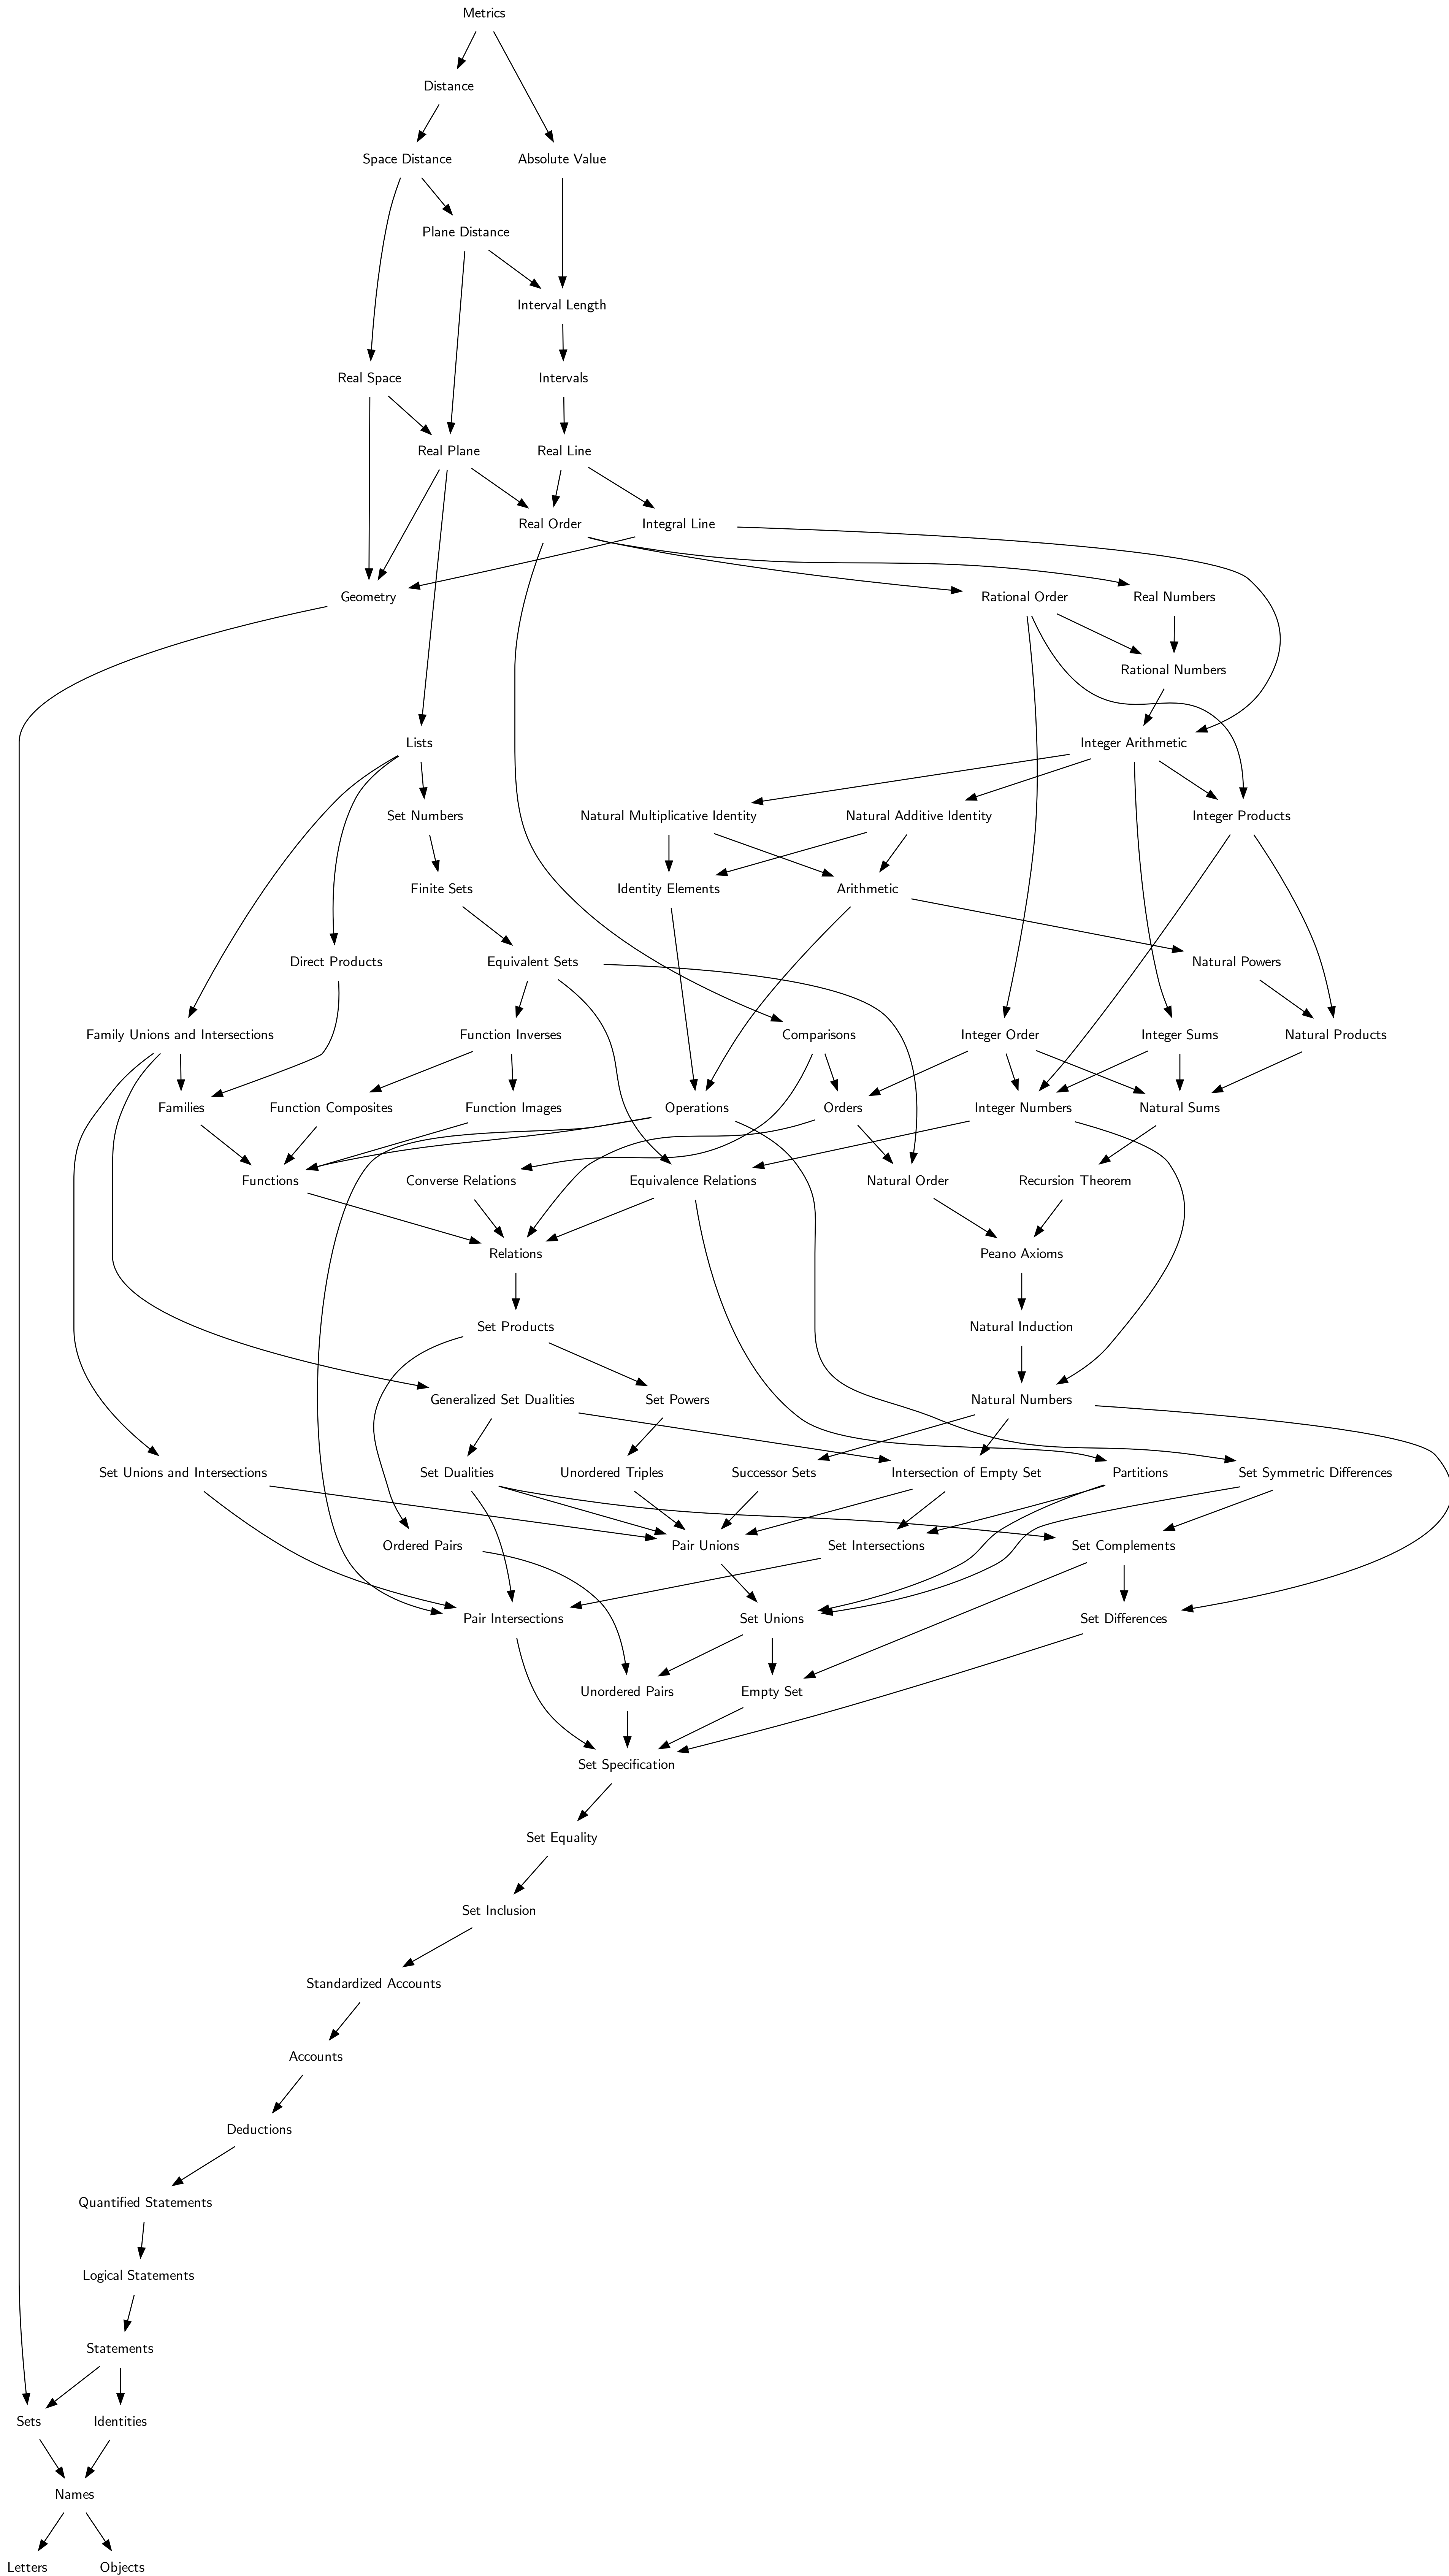 Metrics
Distance
Space Distance
Absolute Value
Plane Distance
Interval Length
Real Space
Intervals
Real Plane
Real Line
Real Order
Integral Line
Geometry
Rational Order
Real Numbers
Rational Numbers
Lists
Integer Arithmetic
Set Numbers
Natural Multiplicative Identity
Natural Additive Identity
Integer Products
Finite Sets
Identity Elements
Arithmetic
Direct Products
Equivalent Sets
Natural Powers
Family Unions and Intersections
Function Inverses
Comparisons
Integer Order
Integer Sums
Natural Products
Families
Function Composites
Function Images
Operations
Orders
Integer Numbers
Natural Sums
Functions
Converse Relations
Equivalence Relations
Natural Order
Recursion Theorem
Relations
Peano Axioms
Set Products
Natural Induction
Generalized Set Dualities
Set Powers
Natural Numbers
Set Unions and Intersections
Set Dualities
Unordered Triples
Successor Sets
Intersection of Empty Set
Partitions
Set Symmetric Differences
Ordered Pairs
Pair Unions
Set Intersections
Set Complements
Pair Intersections
Set Unions
Set Differences
Unordered Pairs
Empty Set
Set Specification
Set Equality
Set Inclusion
Standardized Accounts
Accounts
Deductions
Quantified Statements
Logical Statements
Statements
Sets
Identities
Names
Letters
Objects